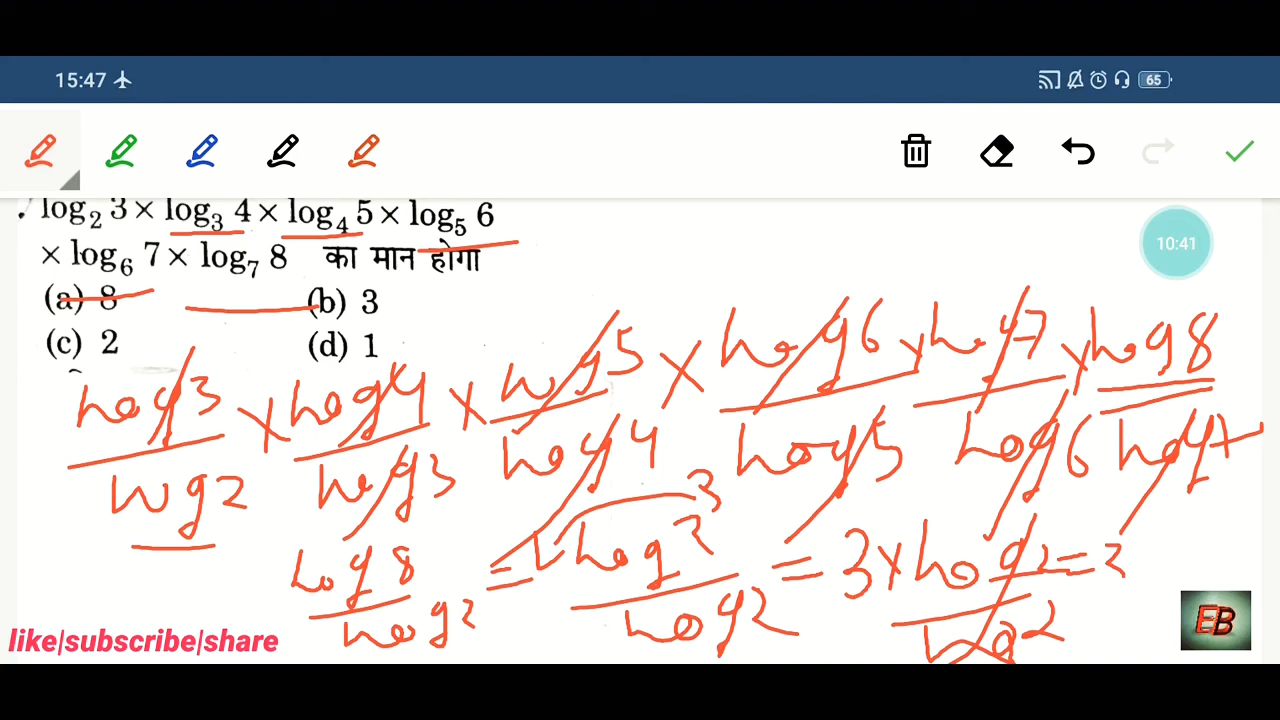 15:47
65
log₂ 3 × log₃ 4 × log₄ 5 × log₅ 6
× log₆ 7 × log₇ 8 का मान होगा
10:41
(a) 8 (b) 3
(c) 2 (d) 1
log3 × log4 × log5 × log6 × log7 × log8
log2 log3 log4 log5 log6 log7
log8 = log2³ = 3×log2 = 3
log2 log2 log2
EB
like|subscribe|share